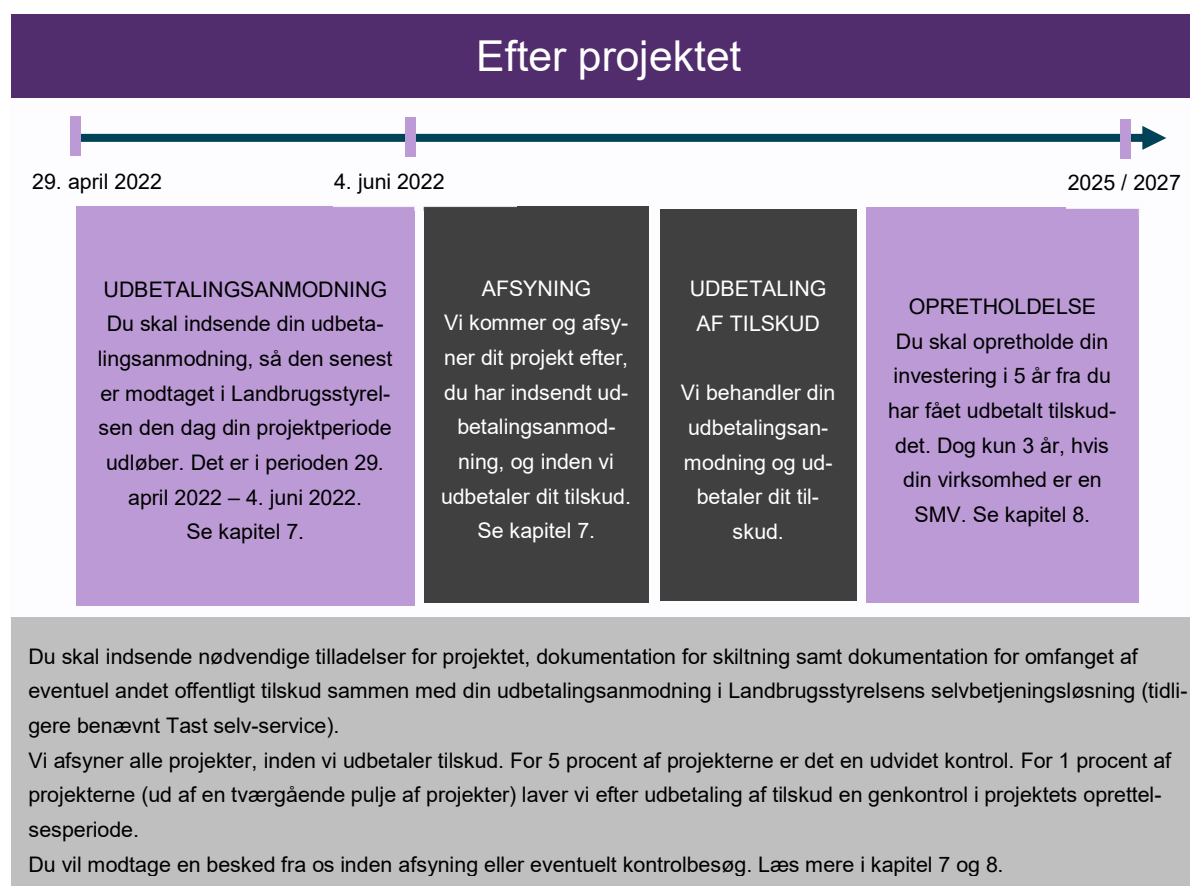 Efter projektet
29. april 2022
4. juni 2022
2025 / 2027
UDBETALINGSANMODNING
Du skal indsende din udbeta-
lingsanmodning, så den senest
er modtaget i Landbrugsstyrel-
sen den dag din projektperiode
udløber. Det er i perioden 29.
april 2022 – 4. juni 2022.
Se kapitel 7.
AFSYNING
Vi kommer og afsy-
ner dit projekt efter,
du har indsendt ud-
betalingsanmod-
ning, og inden vi
udbetaler dit tilskud.
Se kapitel 7.
UDBETALING
AF TILSKUD
Vi behandler din
udbetalingsan-
modning og ud-
betaler dit til-
skud.
OPRETHOLDELSE
Du skal opretholde din
investering i 5 år fra du
har fået udbetalt tilskud-
det. Dog kun 3 år, hvis
din virksomhed er en
SMV. Se kapitel 8.
Du skal indsende nødvendige tilladelser for projektet, dokumentation for skiltning samt dokumentation for omfanget af
eventuel andet offentligt tilskud sammen med din udbetalingsanmodning i Landbrugsstyrelsens selvbetjeningsløsning (tidli-
gere benævnt Tast selv-service).
Vi afsyner alle projekter, inden vi udbetaler tilskud. For 5 procent af projekterne er det en udvidet kontrol. For 1 procent af
projekterne (ud af en tværgående pulje af projekter) laver vi efter udbetaling af tilskud en genkontrol i projektets oprettel-
sesperiode.
Du vil modtage en besked fra os inden afsyning eller eventuelt kontrolbesøg. Læs mere i kapitel 7 og 8.